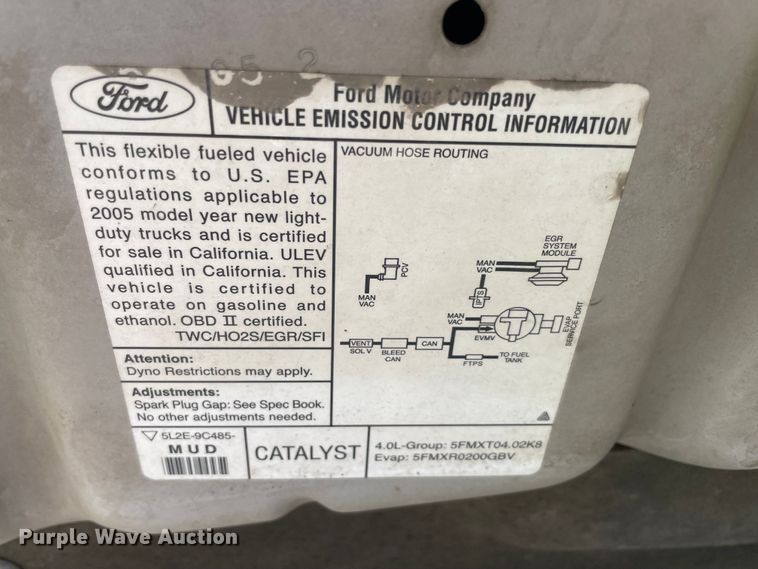 05 2
Ford
Ford Motor Company
VEHICLE EMISSION CONTROL INFORMATION
This flexible fueled vehicle
conforms to U.S. EPA
regulations applicable to
2005 model year new light-
duty trucks and is certified
for sale in California. ULEV
qualified in California. This
vehicle is certified to
operate on gasoline and
ethanol. OBD II certified.
TWC/HO2S/EGR/SFI
Attention:
Dyno Restrictions may apply.
Adjustments:
Spark Plug Gap: See Spec Book.
No other adjustments needed.
VACUUM HOSE ROUTING
EGR
SYSTEM
MODULE
MAN
VAC
PCV
MAN
VAC
IPTS
MAN
VAC
EVMV
EVAP
SERVICE PORT
VENT
SOL V
BLEED
CAN
CAN
FTPS
TO FUEL
TANK
5L2E-9C485-
MUD
CATALYST
4.0L-Group: 5FMXT04.02K8
Evap: 5FMXR0200GBV
Purple Wave Auction